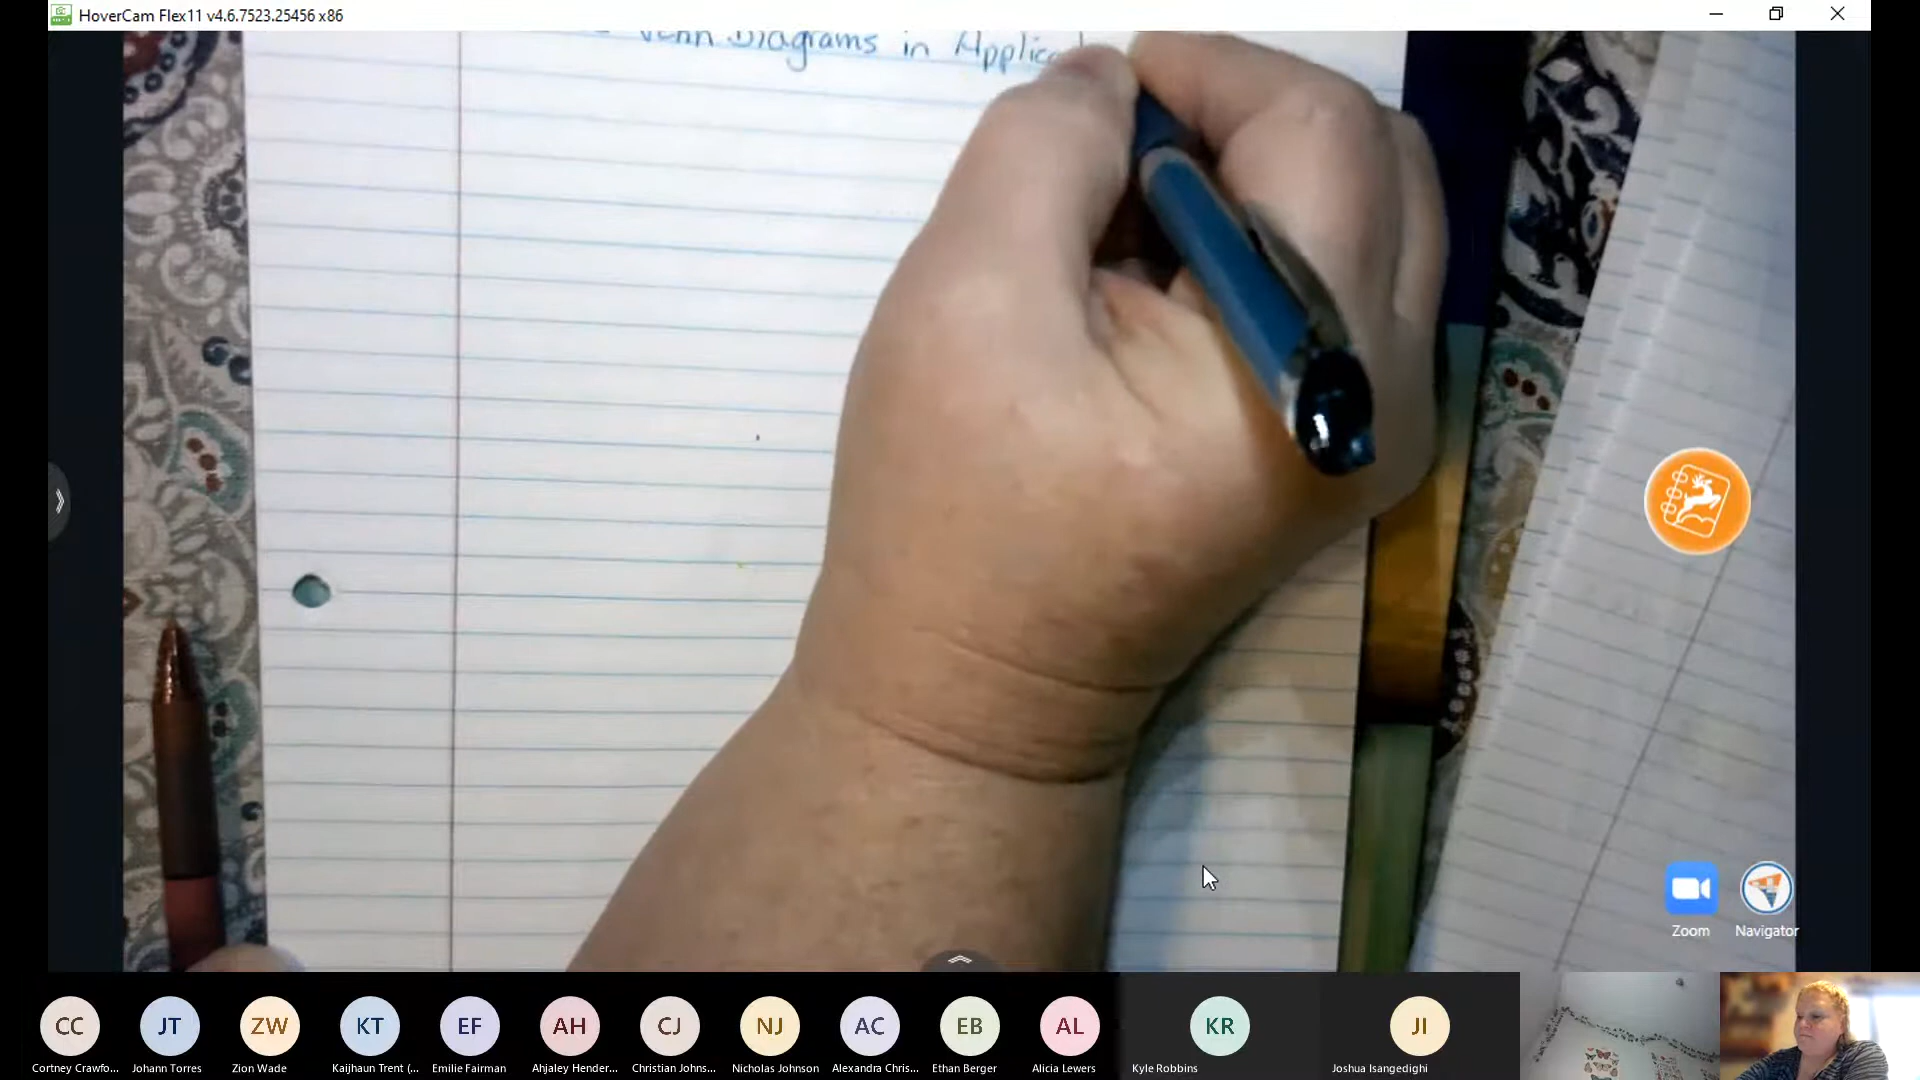 HoverCam Flex11 v4.6.7523.25456 x86
- Venn Diagrams in
Zoom
Navigator
CC
JT
ZW
KT
EF
AH
CJ
NJ
AC
EB
AL
KR
JI
Cortney Crawfo...
Johann Torres
Zion Wade
Kaijhaun Trent (...
Emilie Fairman
Ahjaley Hender...
Christian Johns...
Nicholas Johnson
Alexandra Chris...
Ethan Berger
Alicia Lewers
Kyle Robbins
Joshua Isangedighi